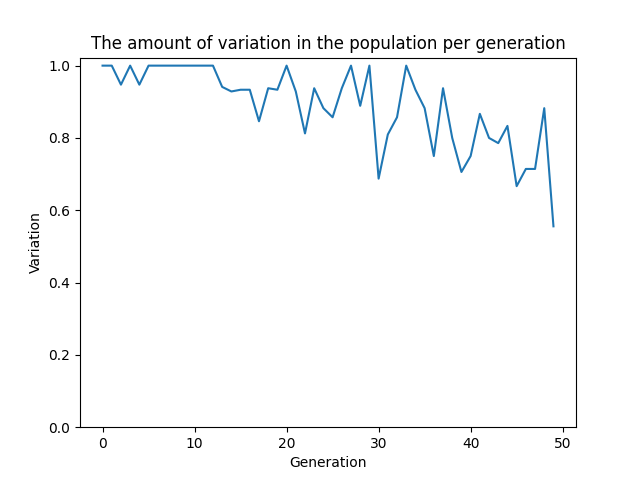 The amount of variation in the population per generation
1.0
0.8
0.6
0.4
0.2
0.0
Variation
0 10 20 30 40 50
Generation